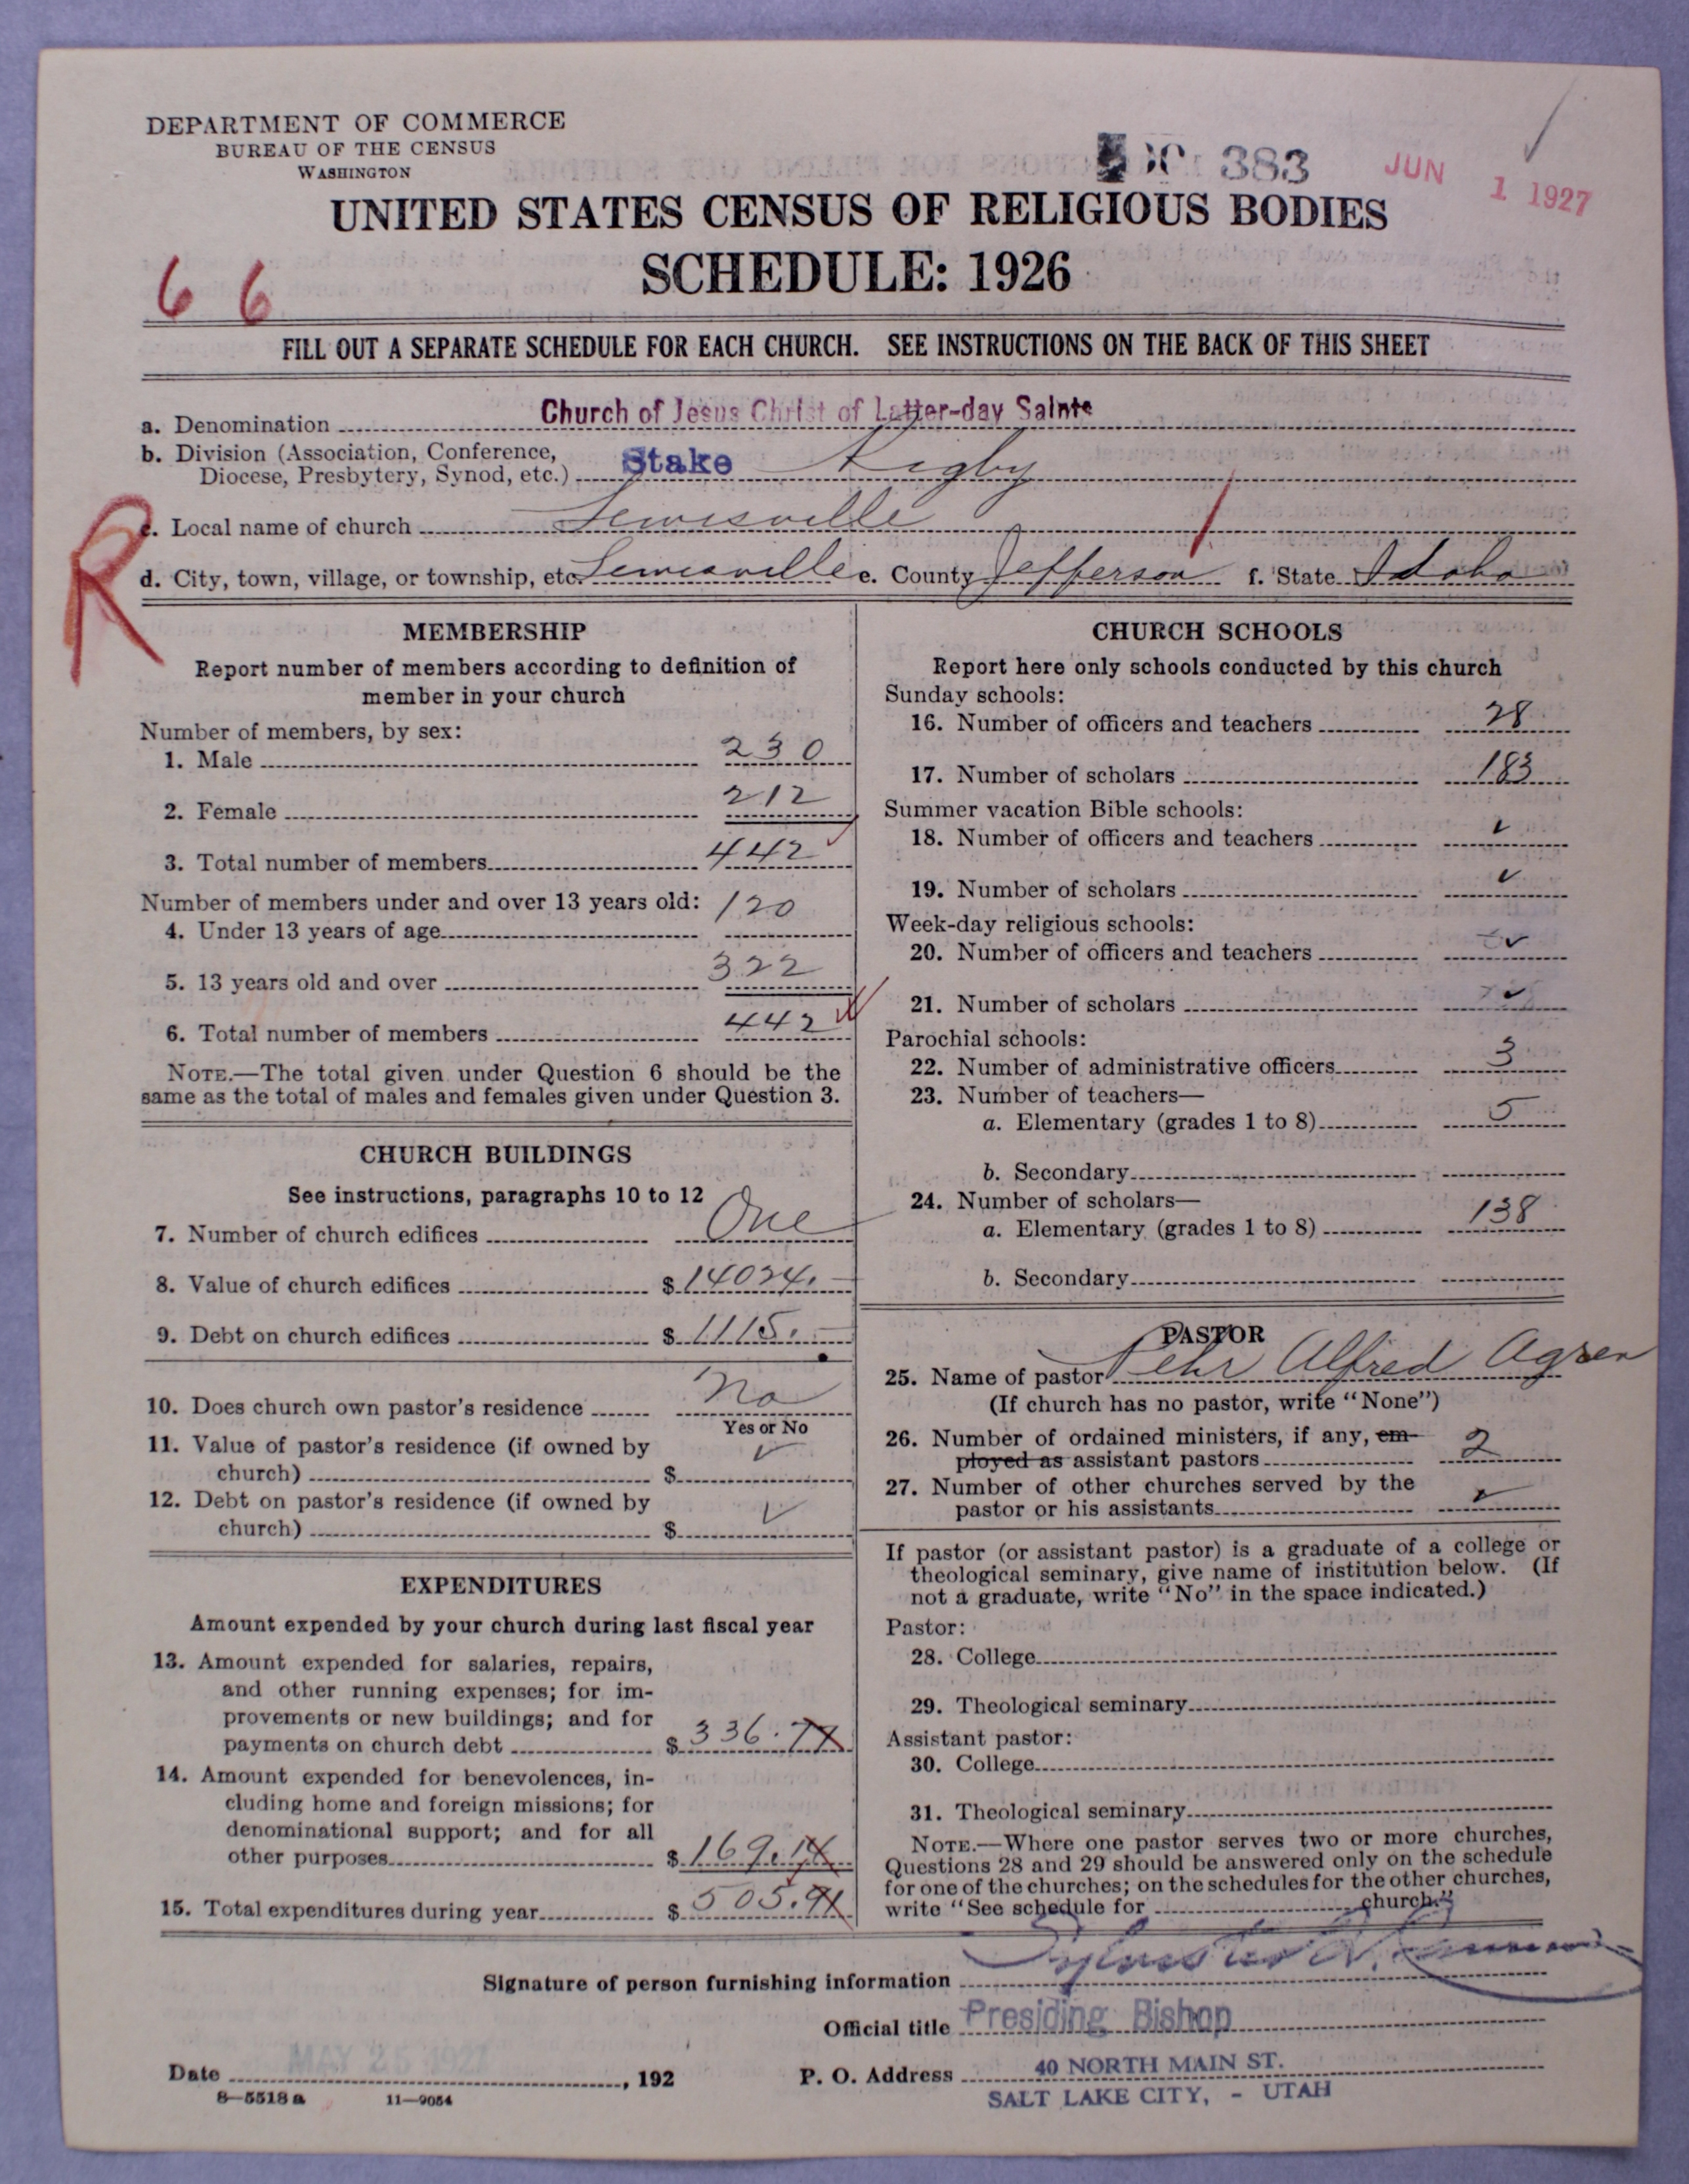 DEPARTMENT OF COMMERCE
BUREAU OF THE CENSUS
WASHINGTON
383
JUN 1 1927
UNITED STATES CENSUS OF RELIGIOUS BODIES
SCHEDULE: 1926
6 6
FILL OUT A SEPARATE SCHEDULE FOR EACH CHURCH. SEE INSTRUCTIONS ON THE BACK OF THIS SHEET
a. Denomination Church of Jesus Christ of Latter-day Saints
b. Division (Association, Conference,
Diocese, Presbytery, Synod, etc.) Stake Rigby
R
c. Local name of church Lewisville
d. City, town, village, or township, etc. Lewisville e. County Jefferson f. State Idaho
MEMBERSHIP
Report number of members according to definition of
member in your church
Number of members, by sex:
1. Male 230
2. Female 212
3. Total number of members 442
Number of members under and over 13 years old:
4. Under 13 years of age 120
5. 13 years old and over 322
6. Total number of members 442
NOTE.—The total given under Question 6 should be the
same as the total of males and females given under Question 3.
CHURCH BUILDINGS
See instructions, paragraphs 10 to 12
7. Number of church edifices One
8. Value of church edifices $ 14024.—
9. Debt on church edifices $ 1115.—
10. Does church own pastor's residence No
Yes or No
11. Value of pastor's residence (if owned by
church) $ ✓
12. Debt on pastor's residence (if owned by
church) $ ✓
EXPENDITURES
Amount expended by your church during last fiscal year
13. Amount expended for salaries, repairs,
and other running expenses; for im-
provements or new buildings; and for
payments on church debt $ 336.77
14. Amount expended for benevolences, in-
cluding home and foreign missions; for
denominational support; and for all
other purposes $ 169.14
15. Total expenditures during year $ 505.91
CHURCH SCHOOLS
Report here only schools conducted by this church
Sunday schools:
16. Number of officers and teachers 28
17. Number of scholars 183
Summer vacation Bible schools:
18. Number of officers and teachers ✓
19. Number of scholars ✓
Week-day religious schools:
20. Number of officers and teachers ✓
21. Number of scholars ✓
Parochial schools:
22. Number of administrative officers 3
23. Number of teachers—
a. Elementary (grades 1 to 8) 5
b. Secondary
24. Number of scholars—
a. Elementary (grades 1 to 8) 138
b. Secondary
PASTOR
25. Name of pastor Pehr Alfred Agren
(If church has no pastor, write "None")
26. Number of ordained ministers, if any, em-
ployed as assistant pastors 2
27. Number of other churches served by the
pastor or his assistants ✓
If pastor (or assistant pastor) is a graduate of a college or
theological seminary, give name of institution below. (If
not a graduate, write "No" in the space indicated.)
Pastor:
28. College
29. Theological seminary
Assistant pastor:
30. College
31. Theological seminary
NOTE.—Where one pastor serves two or more churches,
Questions 28 and 29 should be answered only on the schedule
for one of the churches; on the schedules for the other churches,
write "See schedule for church."
Signature of person furnishing information Sylvester Q. Cannon
Official title Presiding Bishop
Date MAY 25 1927, 192
P. O. Address 40 NORTH MAIN ST.
SALT LAKE CITY, - UTAH
8—5518 a 11—9054